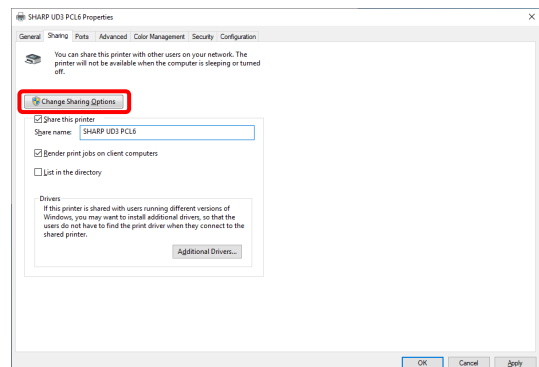 SHARP UD3 PCL6 Properties
General Sharing Ports Advanced Color Management Security Configuration
You can share this printer with other users on your network. The
printer will not be available when the computer is sleeping or turned
off.
Change Sharing Options
Share this printer
Share name: SHARP UD3 PCL6
Render print jobs on client computers
List in the directory
Drivers
If this printer is shared with users running different versions of
Windows, you may want to install additional drivers, so that the
users do not have to find the print driver when they connect to the
shared printer.
Additional Drivers...
OK Cancel Apply